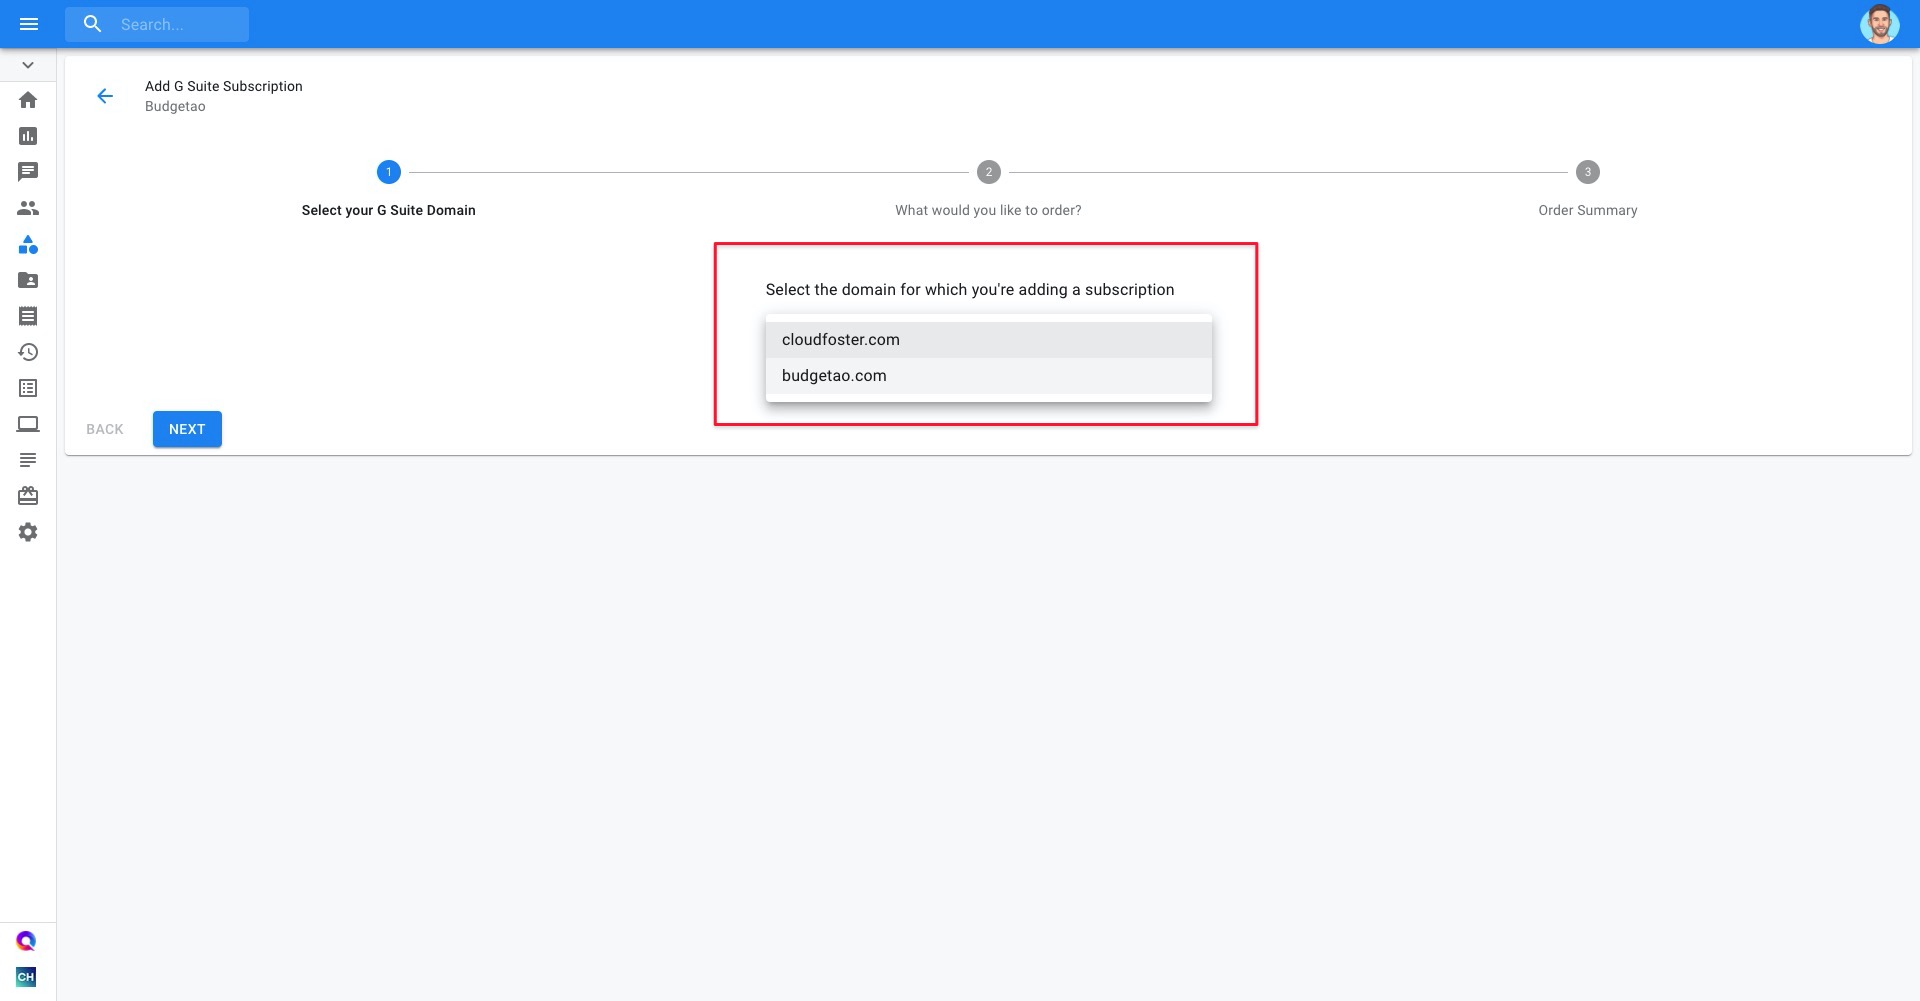 Search...
Add G Suite Subscription
Budgetao
1
2
3
Select your G Suite Domain
What would you like to order?
Order Summary
Select the domain for which you're adding a subscription
cloudfoster.com
budgetao.com
BACK
NEXT
CH